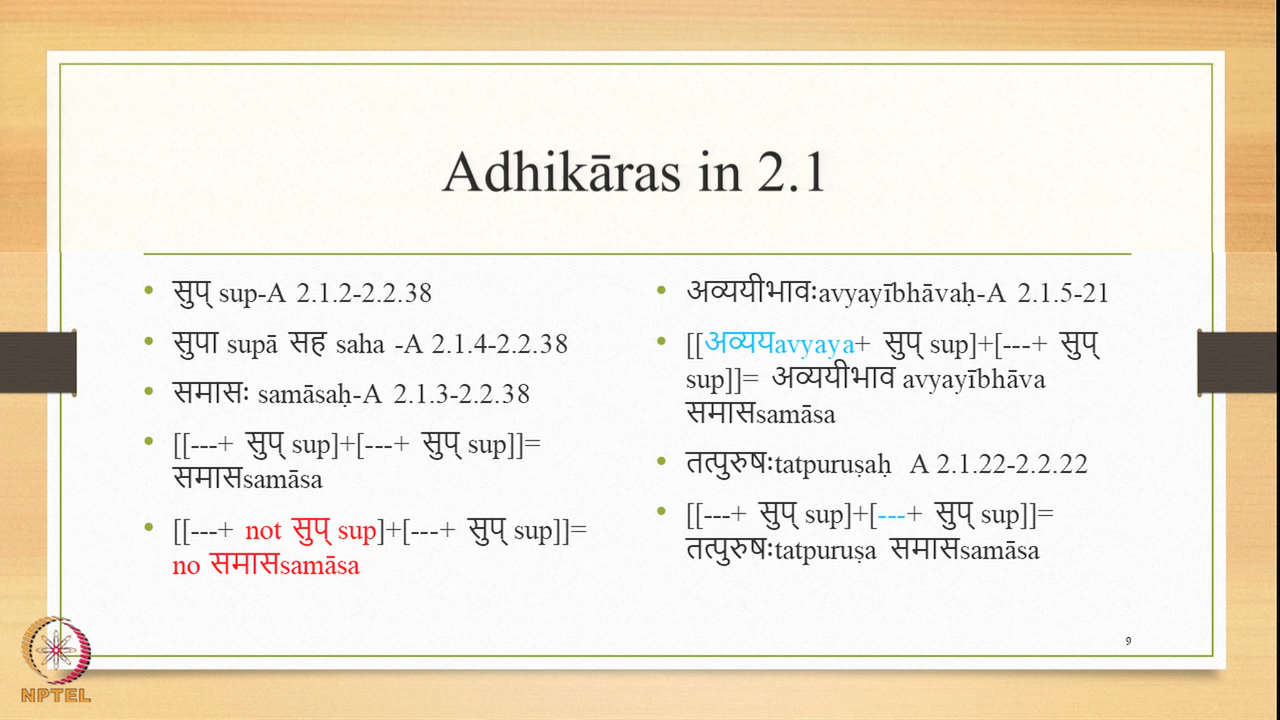 Adhikāras in 2.1
सुप् sup-A 2.1.2-2.2.38
सुपा supā सह saha -A 2.1.4-2.2.38
समासः samāsaḥ-A 2.1.3-2.2.38
[[---+ सुप् sup]+[---+ सुप् sup]]=
समासsamāsa
[[---+ not सुप् sup]+[---+ सुप् sup]]=
no समासsamāsa
अव्ययीभावःavyayībhāvaḥ-A 2.1.5-21
[[अव्ययavyaya+ सुप् sup]+[---+ सुप्
sup]]= अव्ययीभाव avyayībhāva
समासsamāsa
तत्पुरुषःtatpuruṣaḥ A 2.1.22-2.2.22
[[---+ सुप् sup]+[---+ सुप् sup]]=
तत्पुरुषःtatpuruṣa समासsamāsa
9
NPTEL